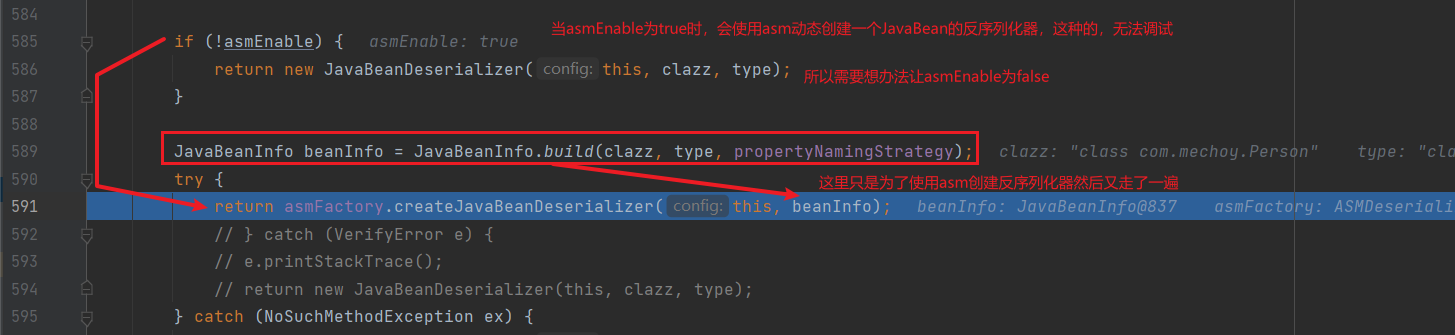 584
585 if (!asmEnable) { asmEnable: true 当asmEnable为true时，会使用asm动态创建一个JavaBean的反序列化器，这种的，无法调试
586 return new JavaBeanDeserializer( config: this, clazz, type); 所以需要想办法让asmEnable为false
587 }
588
589 JavaBeanInfo beanInfo = JavaBeanInfo.build(clazz, type, propertyNamingStrategy); clazz: "class com.mechoy.Person" type: "cla
590 try { 这里只是为了使用asm创建反序列化器然后又走了一遍
591 return asmFactory.createJavaBeanDeserializer( config: this, beanInfo); beanInfo: JavaBeanInfo@837 asmFactory: ASMDeseriali
592 // } catch (VerifyError e) {
593 // e.printStackTrace();
594 // return new JavaBeanDeserializer(this, clazz, type);
595 } catch (NoSuchMethodException ex) {